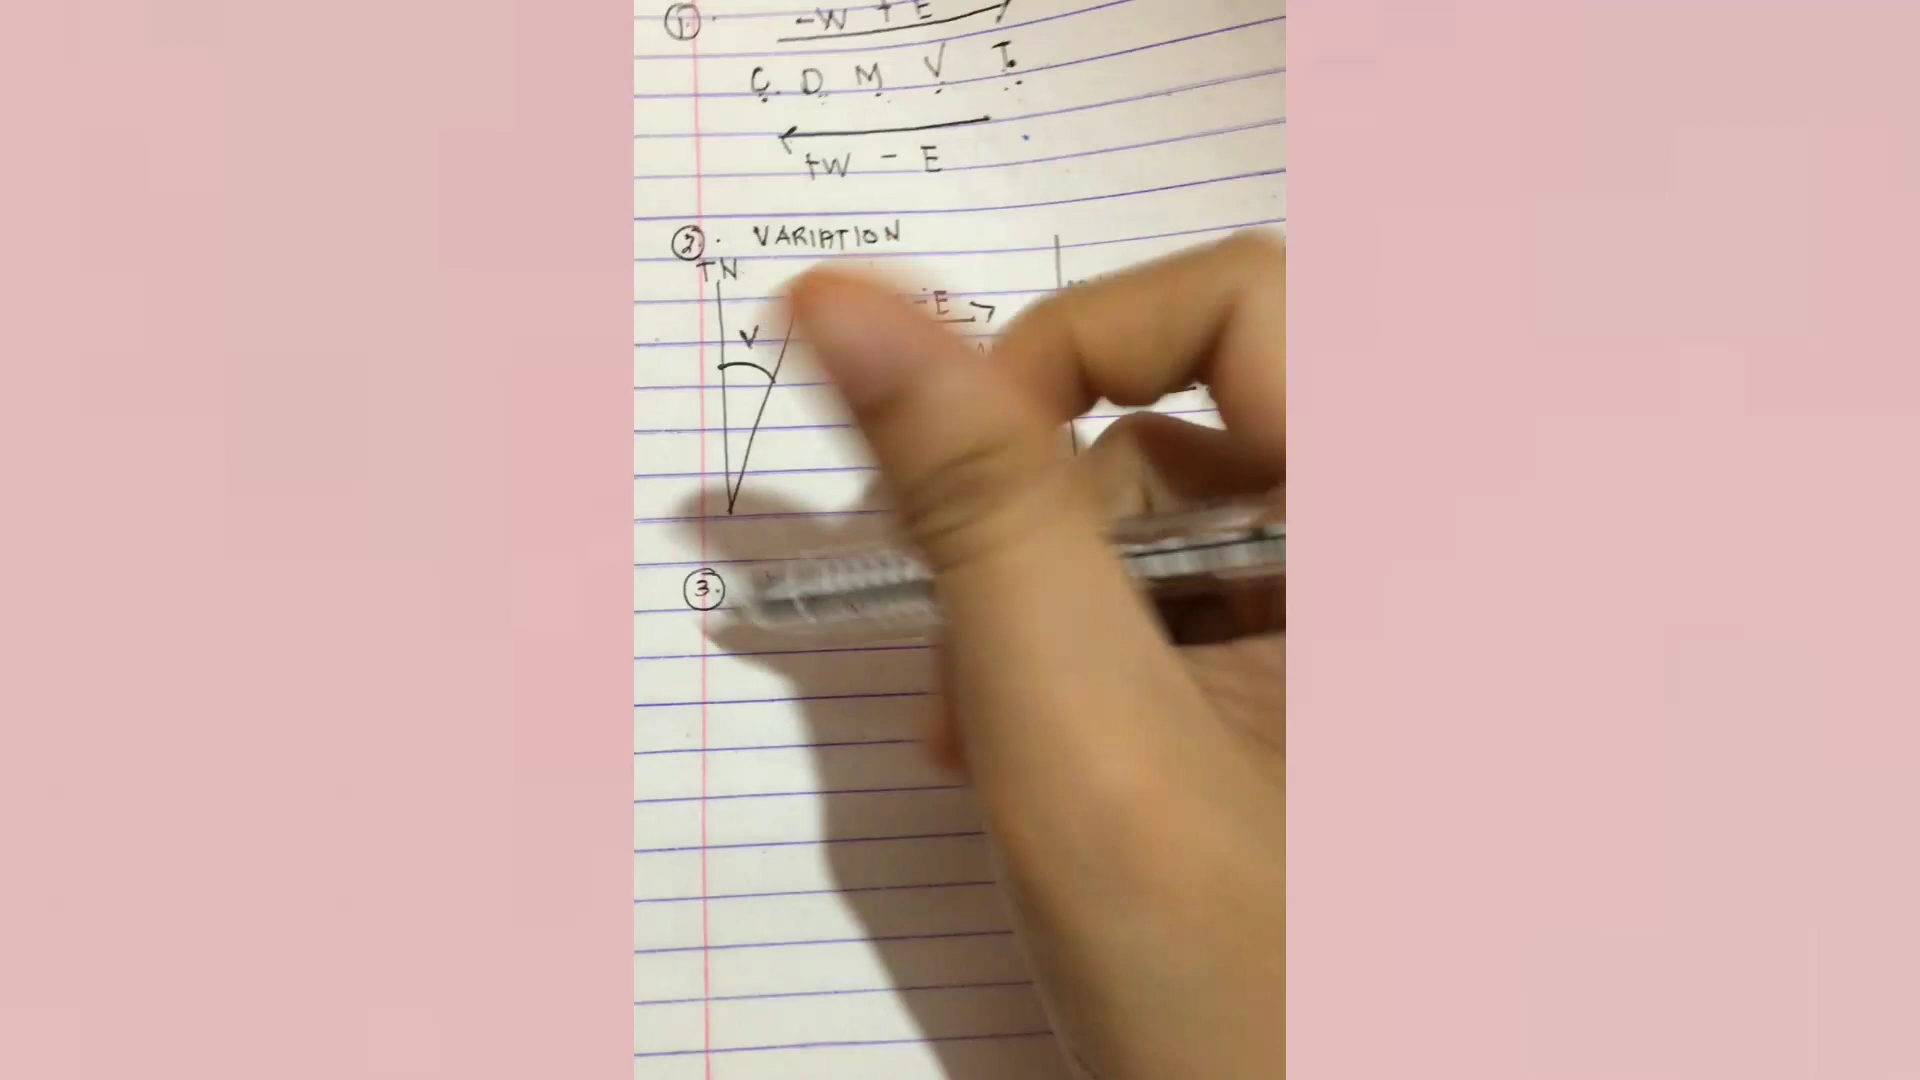 1.
-W + E
C D M V T
+W - E
2. VARIATION
TN
-E
V
3.